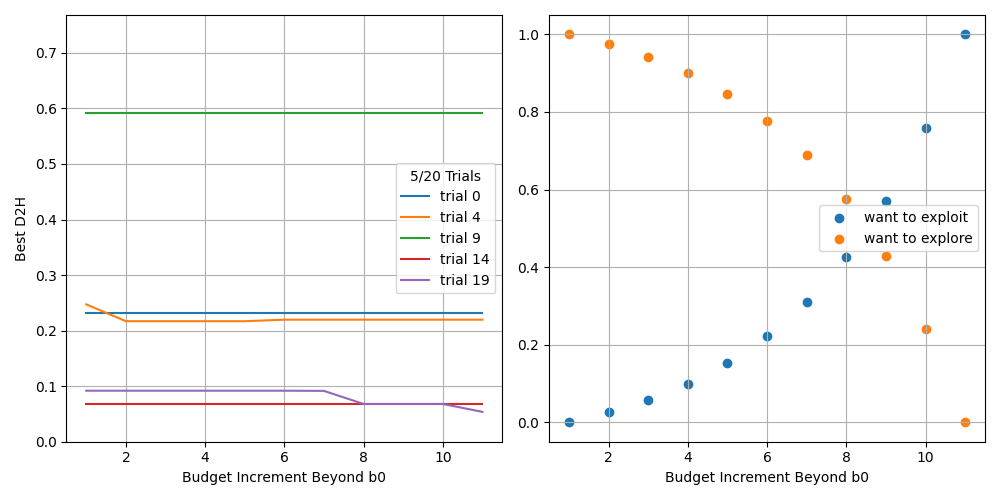 0.7
0.6
0.5
0.4
0.3
0.2
0.1
0.0
Best D2H
2 4 6 8 10
Budget Increment Beyond b0
5/20 Trials
trial 0
trial 4
trial 9
trial 14
trial 19
1.0
0.8
0.6
0.4
0.2
0.0
2 4 6 8 10
Budget Increment Beyond b0
want to exploit
want to explore